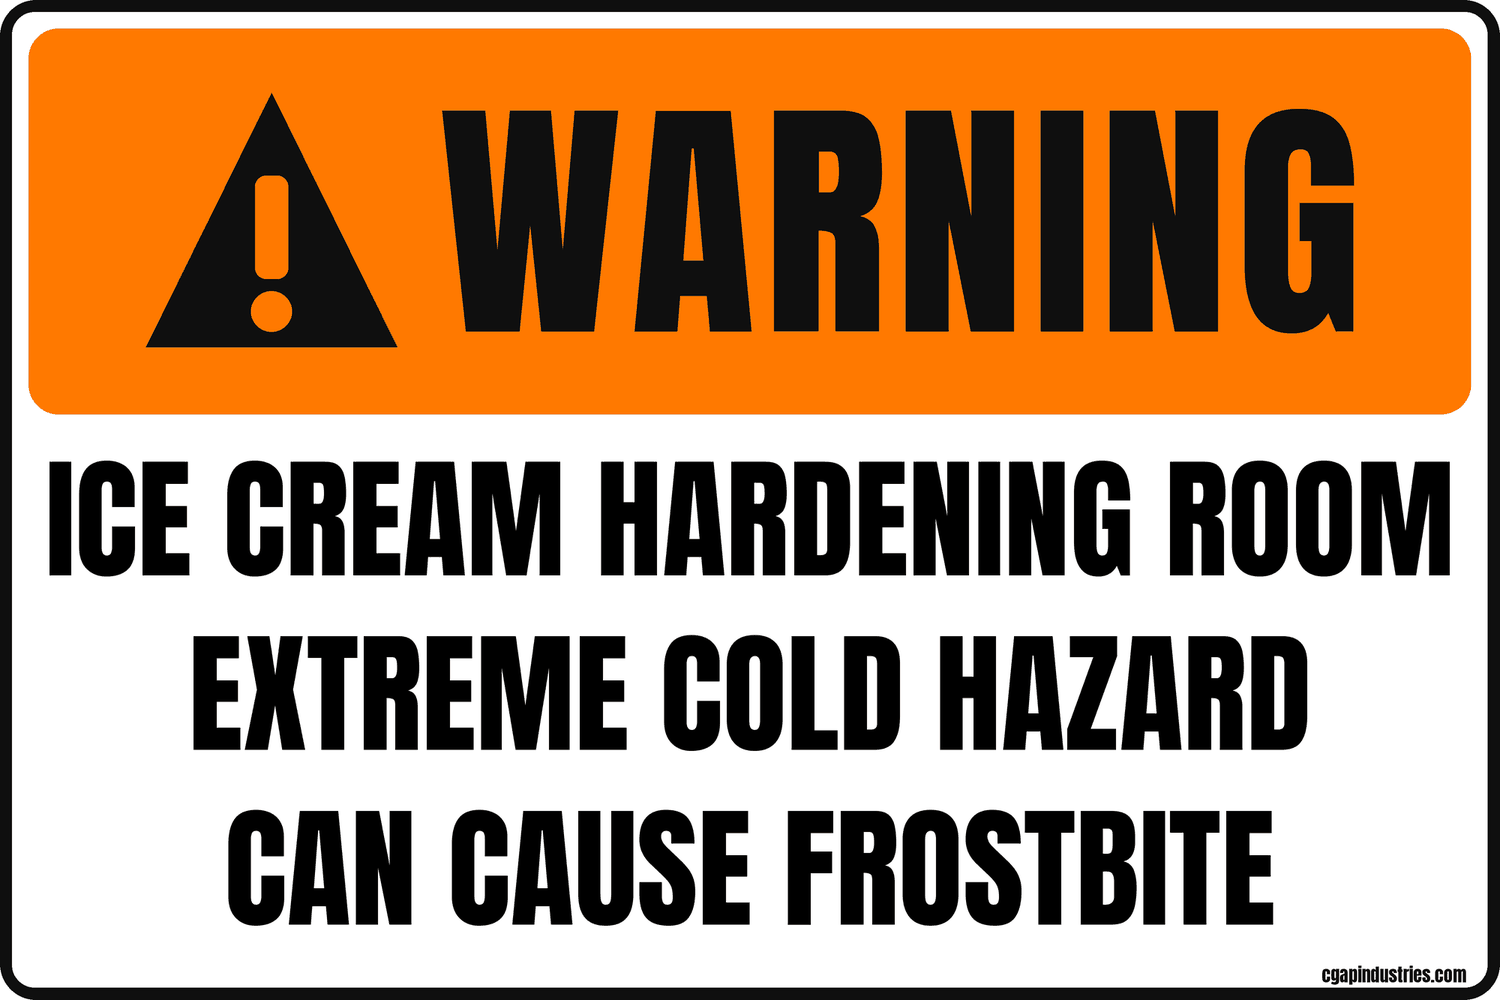 WARNING
ICE CREAM HARDENING ROOM
EXTREME COLD HAZARD
CAN CAUSE FROSTBITE
cgapindustries.com